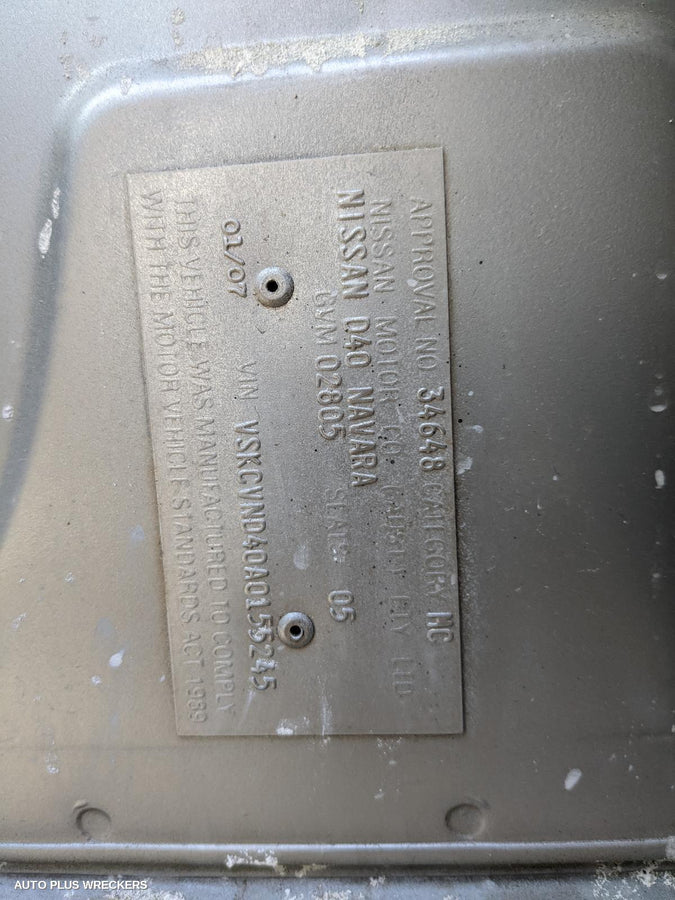 APPROVAL NO. 34648 CATEGORY MC
NISSAN MOTOR CO. (AUST.) PTY LTD
NISSAN D40 NAVARA
GVM 02805 SEATS 05
VIN VSKCVND40A0155245
01/07
THIS VEHICLE WAS MANUFACTURED TO COMPLY
WITH THE MOTOR VEHICLE STANDARDS ACT 1989
AUTO PLUS WRECKERS